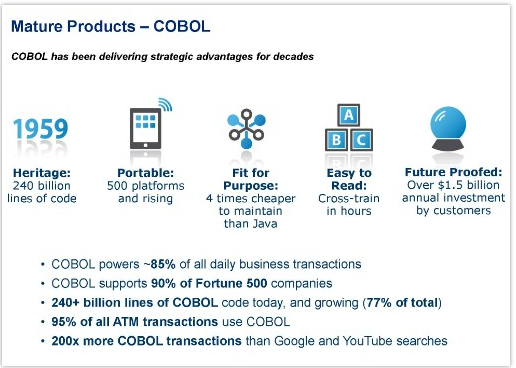 Mature Products – COBOL
COBOL has been delivering strategic advantages for decades
1959
Heritage:
240 billion
lines of code
Portable:
500 platforms
and rising
Fit for
Purpose:
4 times cheaper
to maintain
than Java
A
B C
Easy to
Read:
Cross-train
in hours
Future Proofed:
Over $1.5 billion
annual investment
by customers
• COBOL powers ~85% of all daily business transactions
• COBOL supports 90% of Fortune 500 companies
• 240+ billion lines of COBOL code today, and growing (77% of total)
• 95% of all ATM transactions use COBOL
• 200x more COBOL transactions than Google and YouTube searches